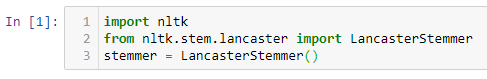 In [1]:
1 import nltk
2 from nltk.stem.lancaster import LancasterStemmer
3 stemmer = LancasterStemmer()